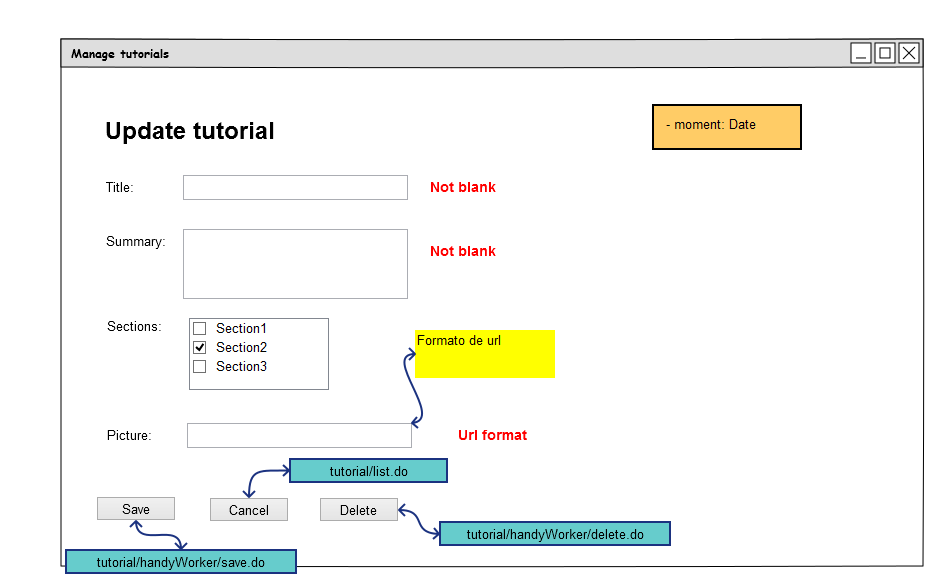 Manage tutorials
Update tutorial
- moment: Date
Title:
Not blank
Summary:
Not blank
Sections:
Section1
Section2
Section3
Formato de url
Picture:
Url format
tutorial/list.do
Save
Cancel
Delete
tutorial/handyWorker/delete.do
tutorial/handyWorker/save.do